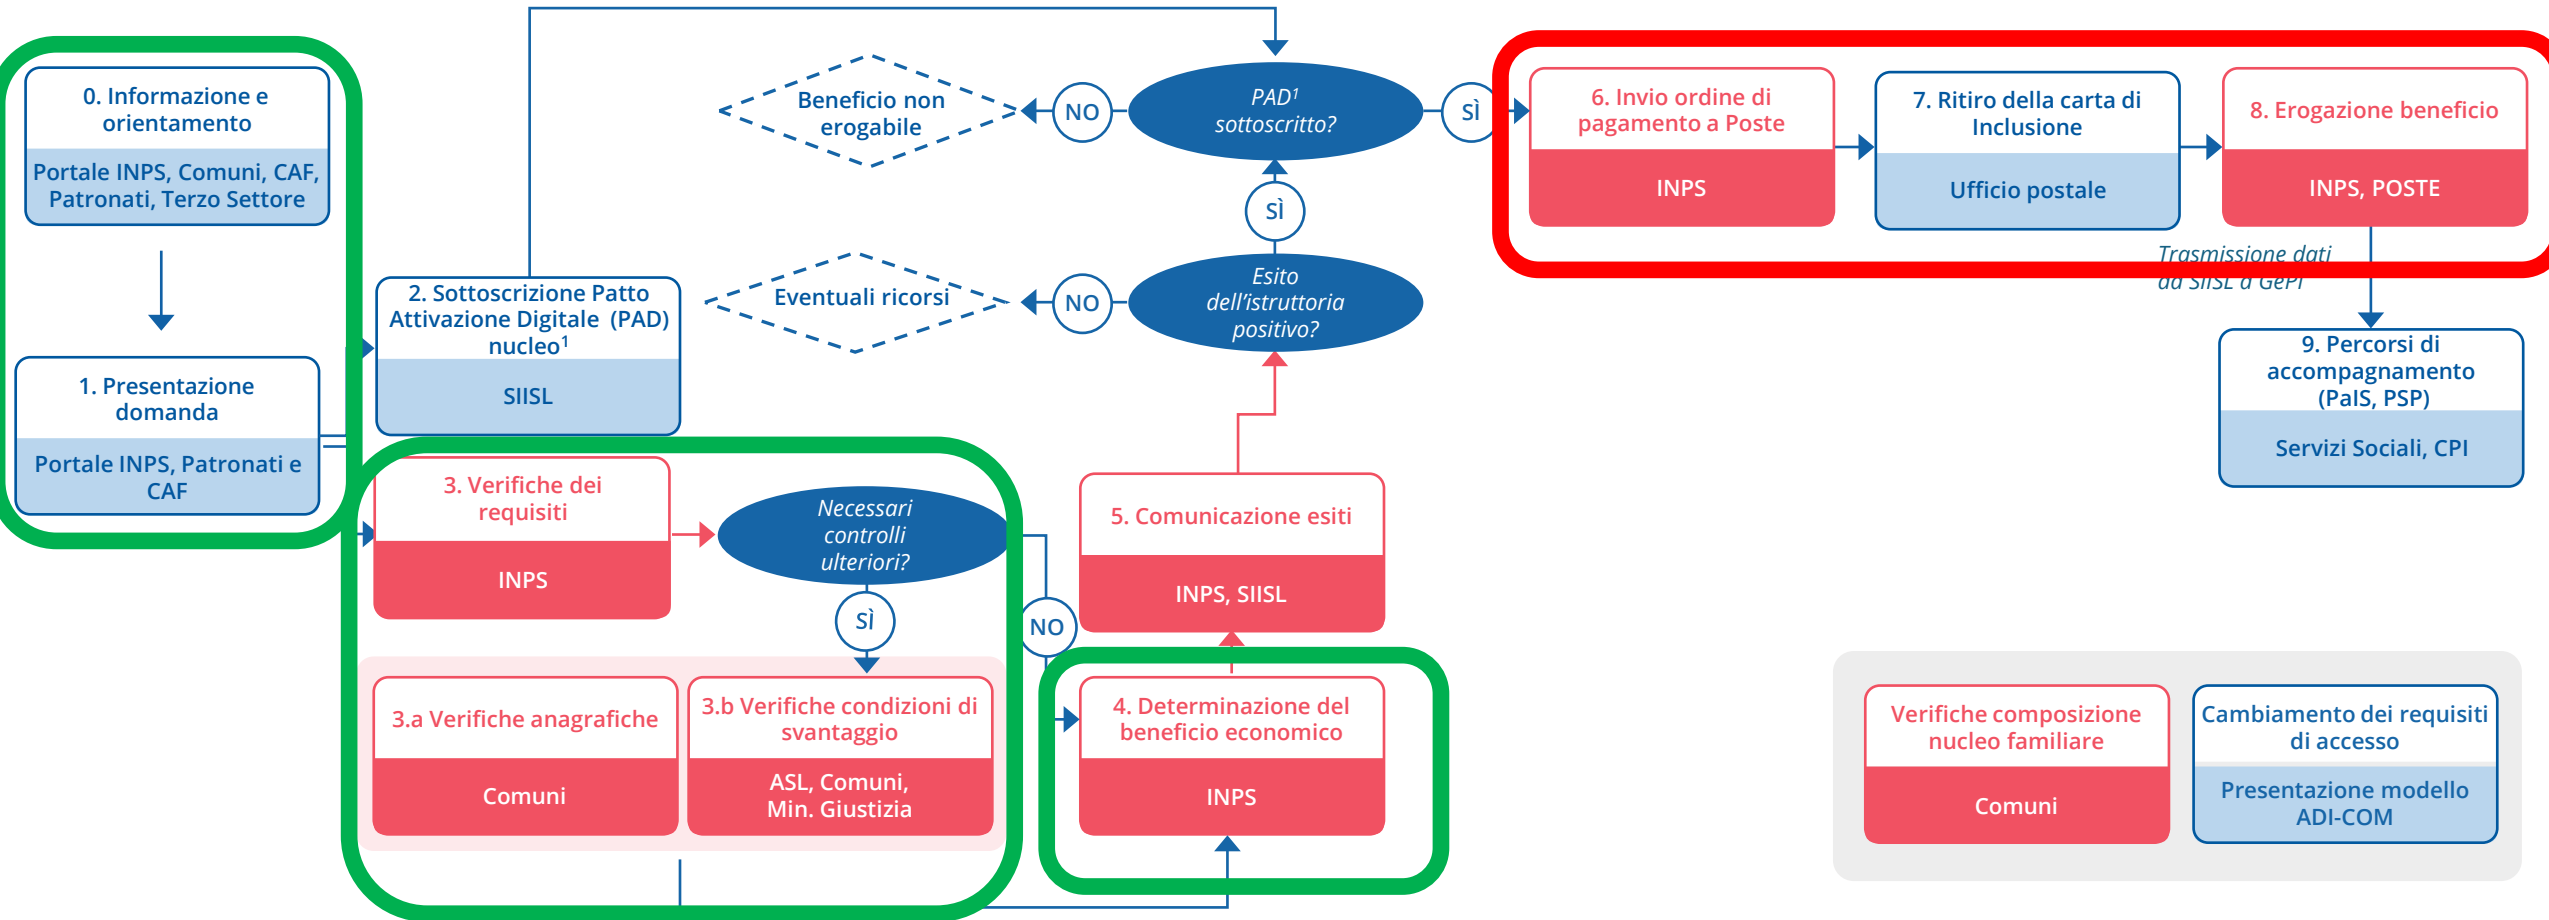 0. Informazione e
orientamento
Portale INPS, Comuni, CAF,
Patronati, Terzo Settore
1. Presentazione
domanda
Portale INPS, Patronati e
CAF
2. Sottoscrizione Patto
Attivazione Digitale (PAD)
nucleo¹
SIISL
3. Verifiche dei
requisiti
INPS
Necessari
controlli
ulteriori?
SÌ
NO
3.a Verifiche anagrafiche
Comuni
3.b Verifiche condizioni di
svantaggio
ASL, Comuni,
Min. Giustizia
4. Determinazione del
beneficio economico
INPS
5. Comunicazione esiti
INPS, SIISL
Esito
dell'istruttoria
positivo?
NO
Eventuali ricorsi
SÌ
PAD¹
sottoscritto?
NO
Beneficio non
erogabile
SÌ
6. Invio ordine di
pagamento a Poste
INPS
7. Ritiro della carta di
Inclusione
Ufficio postale
8. Erogazione beneficio
INPS, POSTE
Trasmissione dati
da SIISL a GePI
9. Percorsi di
accompagnamento
(PaIS, PSP)
Servizi Sociali, CPI
Verifiche composizione
nucleo familiare
Comuni
Cambiamento dei requisiti
di accesso
Presentazione modello
ADI-COM